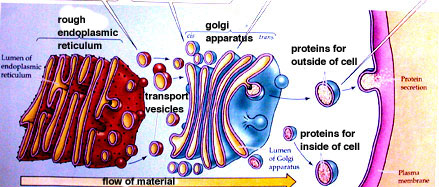 rough
endoplasmic
reticulum
golgi
apparatus
cis
trans
Lumen of
endoplasmic
reticulum
transport
vesicles
proteins for
outside of cell
Protein
secretion
proteins for
inside of cell
Lumen
of Golgi
apparatus
Plasma
membrane
flow of material